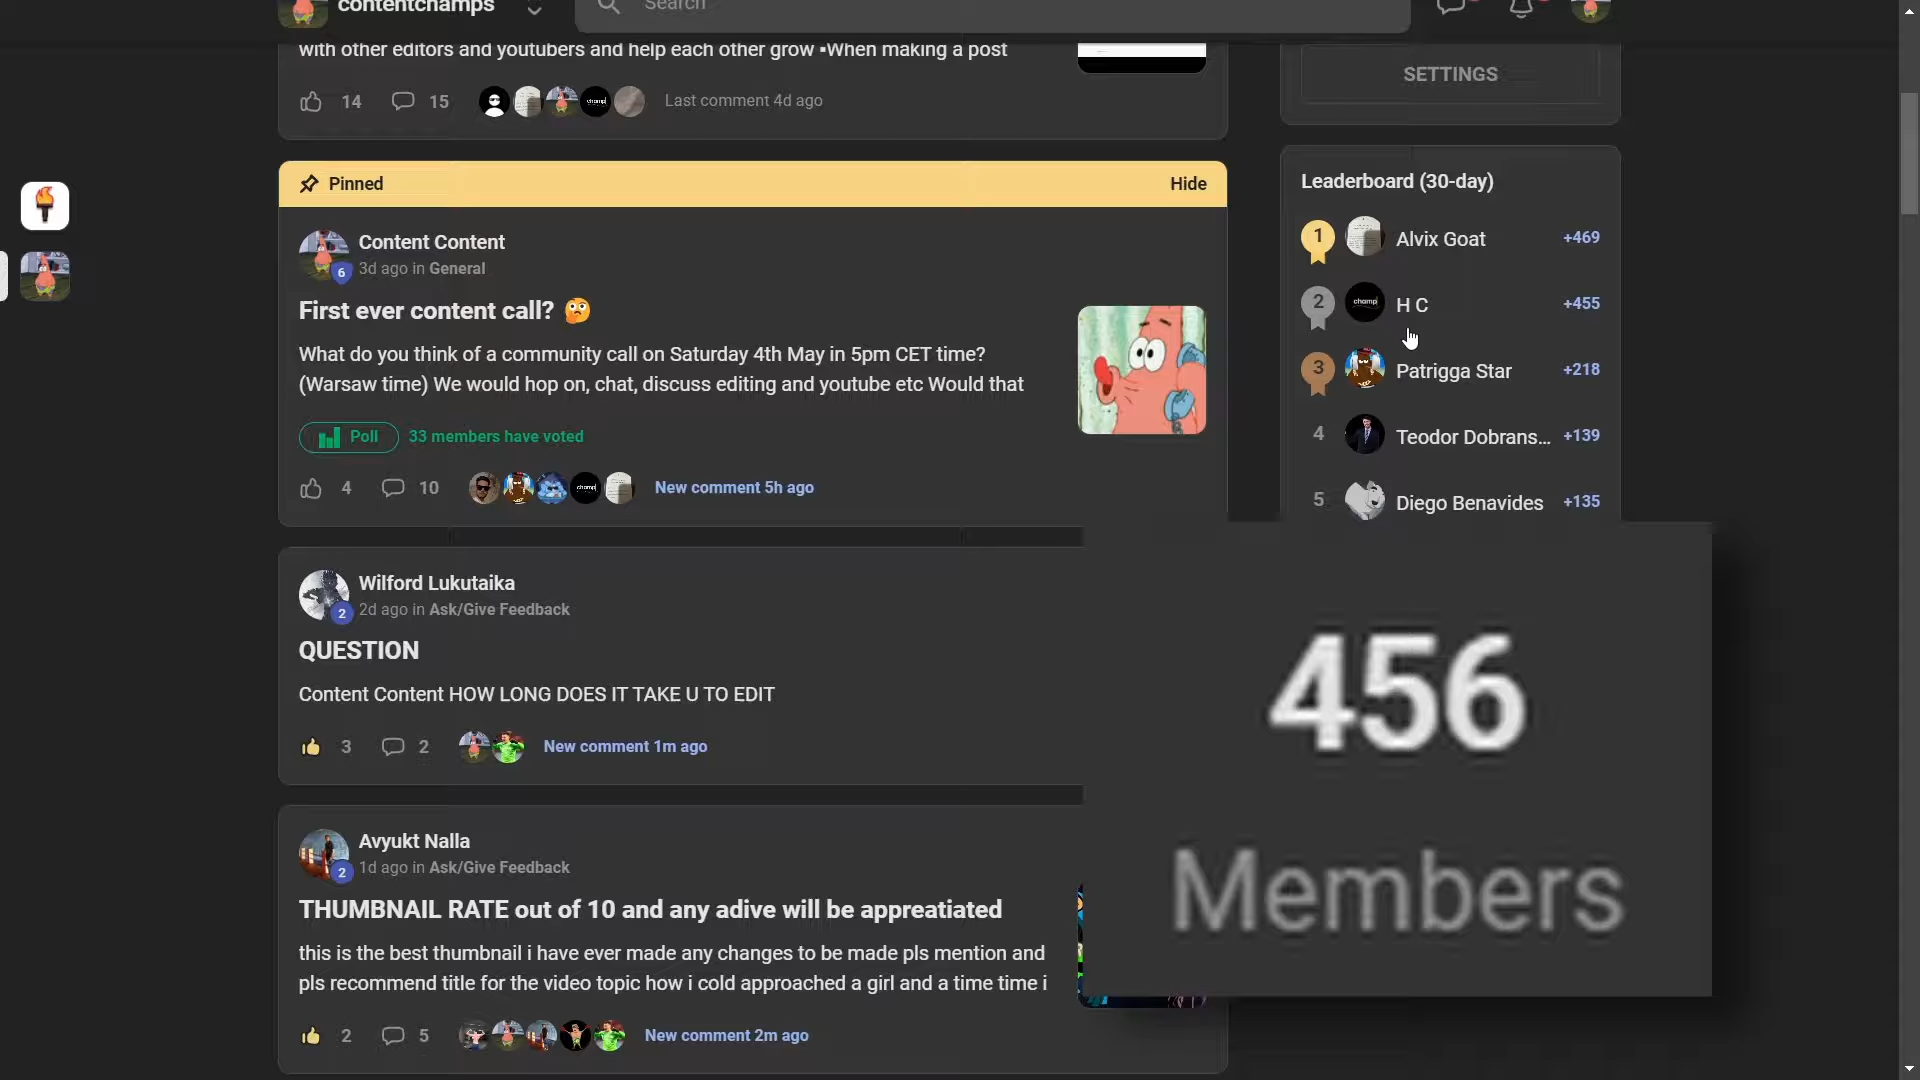 contentchamps
Search
with other editors and youtubers and help each other grow ▪When making a post
14
15
champ
Last comment 4d ago
SETTINGS
Pinned
Hide
Content Content
6
3d ago in General
First ever content call? 🤔
What do you think of a community call on Saturday 4th May in 5pm CET time?
(Warsaw time) We would hop on, chat, discuss editing and youtube etc Would that
Poll
33 members have voted
4
10
champ
New comment 5h ago
Leaderboard (30-day)
1
Alvix Goat
+469
2
champ
H C
+455
3
Patrigga Star
+218
4
Teodor Dobrans...
+139
5
Diego Benavides
+135
Wilford Lukutaika
2
2d ago in Ask/Give Feedback
QUESTION
Content Content HOW LONG DOES IT TAKE U TO EDIT
3
2
New comment 1m ago
456
Members
Avyukt Nalla
2
1d ago in Ask/Give Feedback
THUMBNAIL RATE out of 10 and any adive will be appreatiated
this is the best thumbnail i have ever made any changes to be made pls mention and
pls recommend title for the video topic how i cold approached a girl and a time time i
2
5
New comment 2m ago